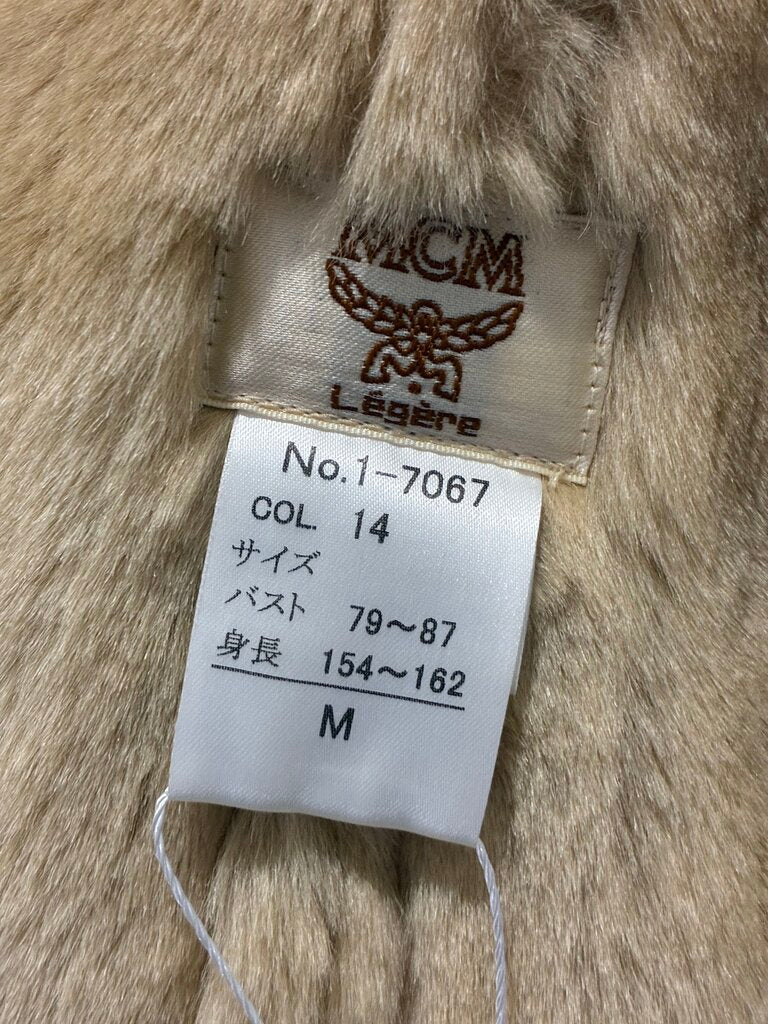 MCM
Légère
No.1-7067
COL. 14
サイズ
バスト 79～87
身長 154～162
M